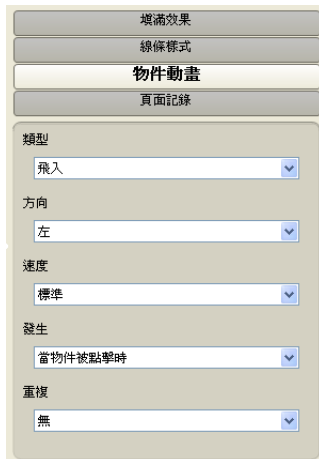 填滿效果
線條樣式
物件動畫
頁面記錄
類型
飛入
方向
左
速度
標準
發生
當物件被點擊時
重複
無